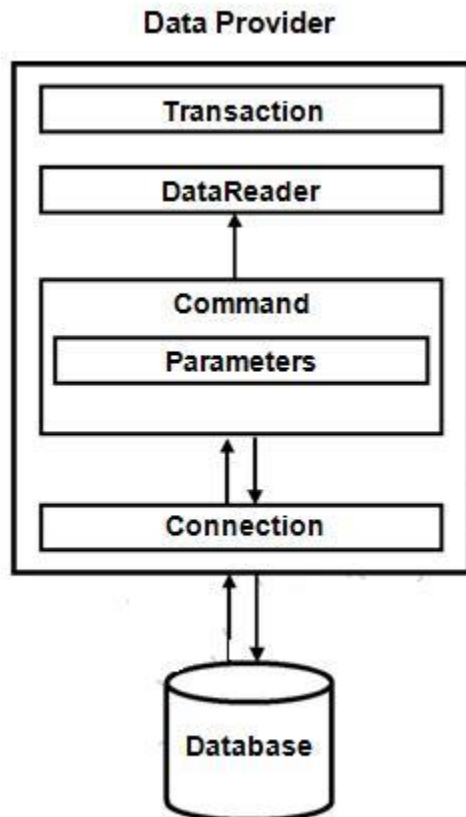 Data Provider
Transaction
DataReader
Command
Parameters
Connection
Database